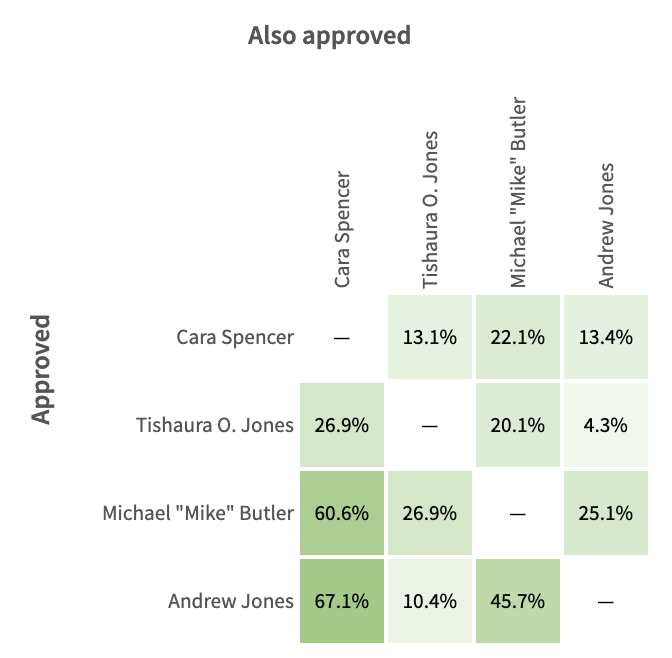 Also approved
Cara Spencer
Tishaura O. Jones
Michael "Mike" Butler
Andrew Jones
Approved
Cara Spencer — 13.1% 22.1% 13.4%
Tishaura O. Jones 26.9% — 20.1% 4.3%
Michael "Mike" Butler 60.6% 26.9% — 25.1%
Andrew Jones 67.1% 10.4% 45.7% —